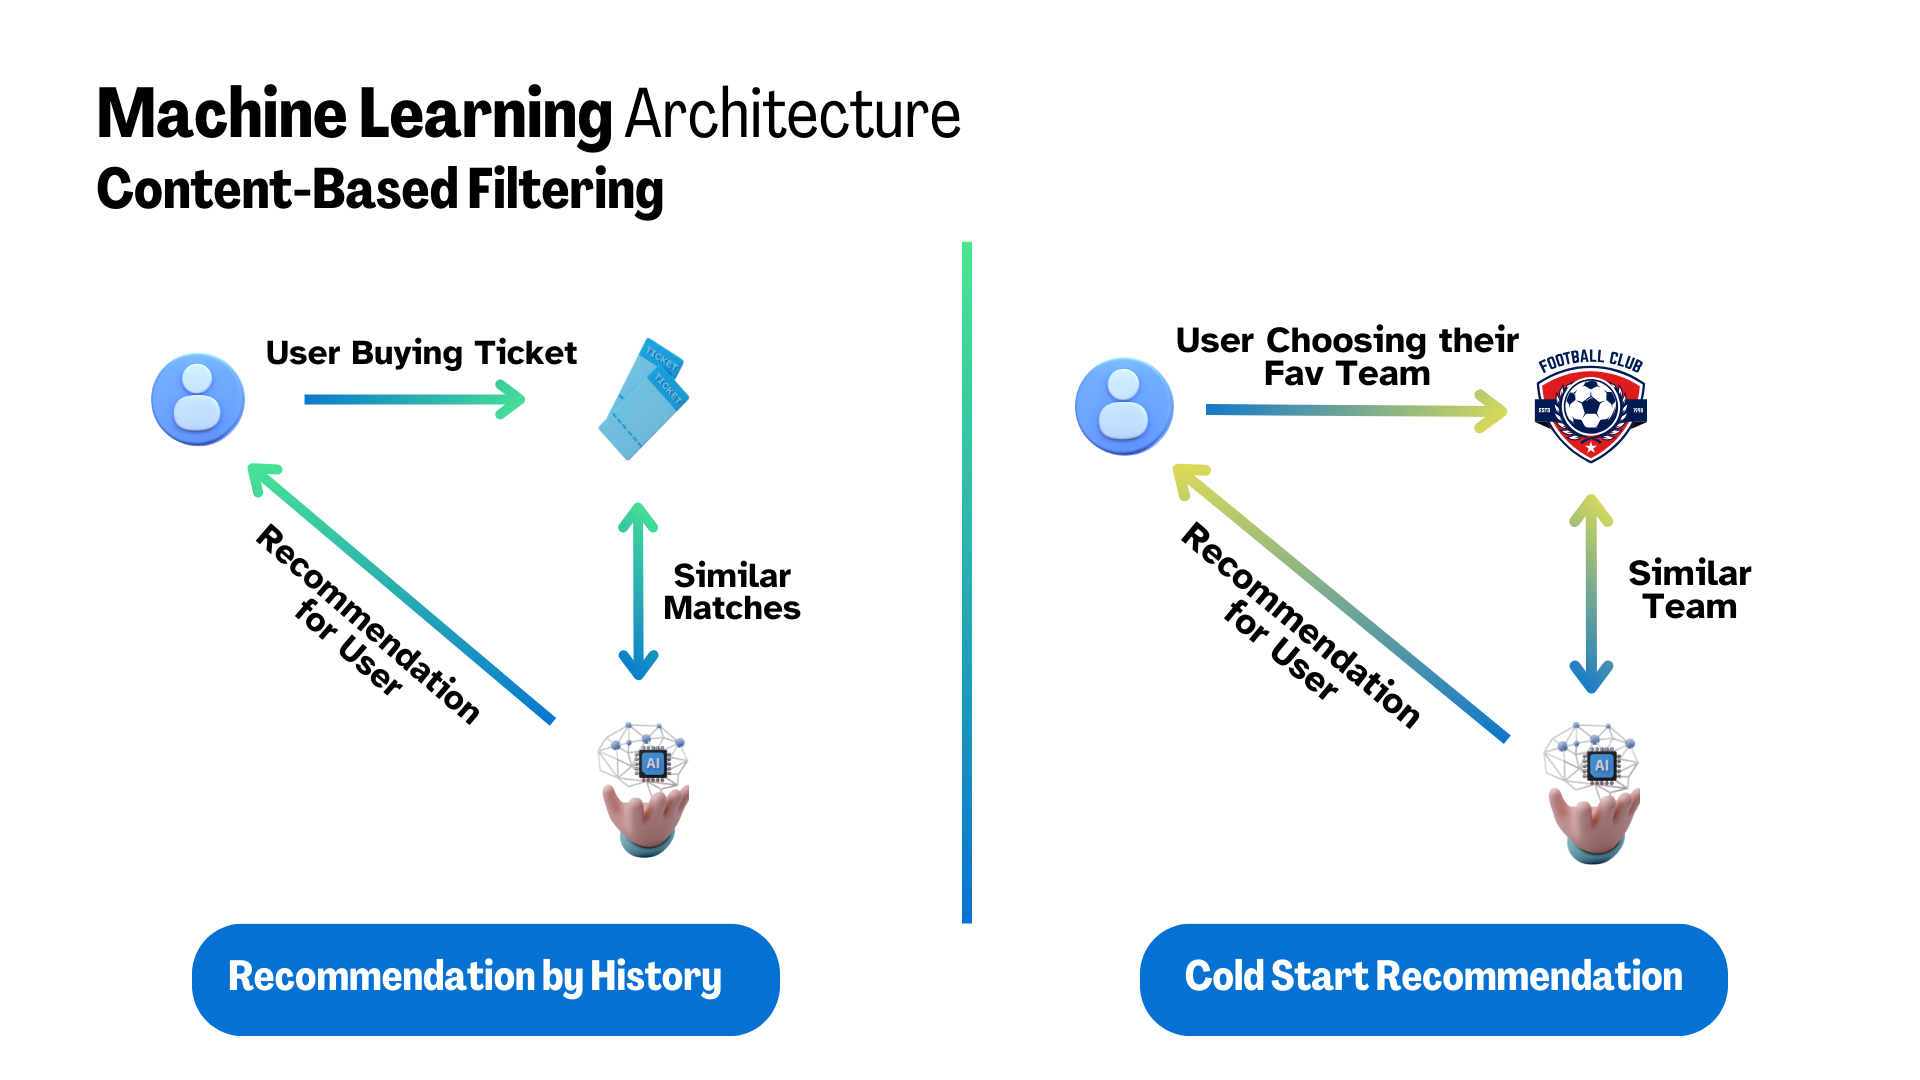 Machine Learning Architecture
Content-Based Filtering
User Buying Ticket
TICKET
TICKET
Similar
Matches
Recommendation
for User
AI
Recommendation by History
User Choosing their
Fav Team
FOOTBALL CLUB
ESTD
1998
Similar
Team
Recommendation
for User
AI
Cold Start Recommendation